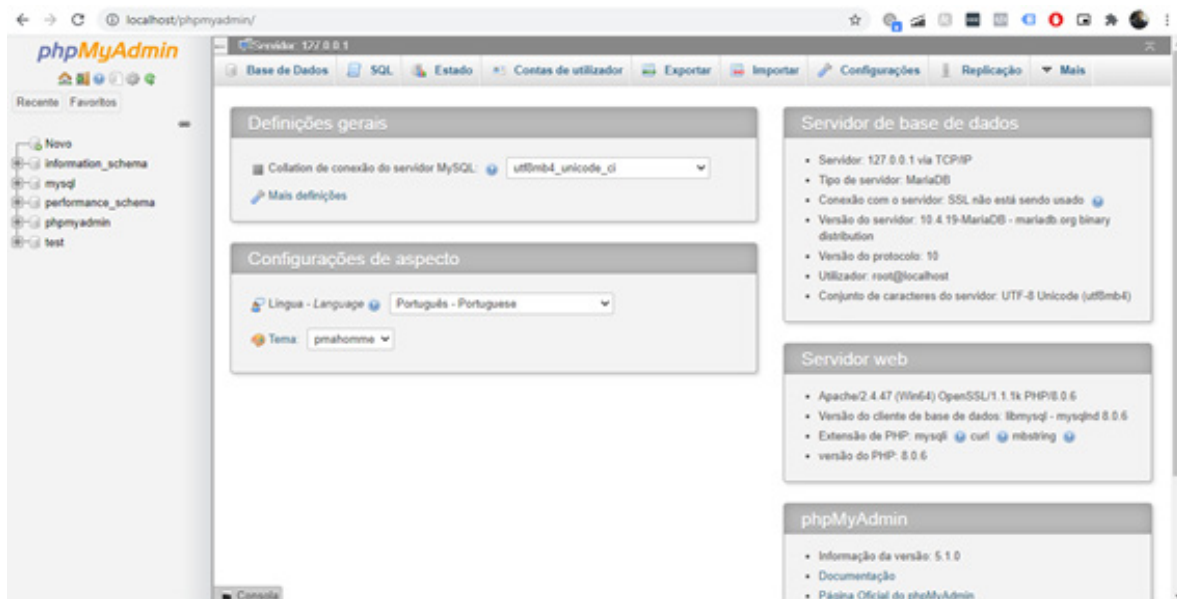 localhost/phpmyadmin/
phpMyAdmin
Recente Favoritos
Novo
information_schema
mysql
performance_schema
phpmyadmin
test
Servidor: 127.0.0.1
Base de Dados SQL Estado Contas de utilizador Exportar Importar Configurações Replicação Mais
Definições gerais
Collation de conexão do servidor MySQL: utf8mb4_unicode_ci
Mais definições
Configurações de aspecto
Língua - Language Português - Portuguese
Tema: pmahomme
Servidor de base de dados
Servidor: 127.0.0.1 via TCP/IP
Tipo de servidor: MariaDB
Conexão com o servidor: SSL não está sendo usado
Versão do servidor: 10.4.19-MariaDB - mariadb.org binary
distribution
Versão do protocolo: 10
Utilizador: root@localhost
Conjunto de caracteres do servidor: UTF-8 Unicode (utf8mb4)
Servidor web
Apache/2.4.47 (Win64) OpenSSL/1.1.1k PHP/8.0.6
Versão do cliente de base de dados: libmysql - mysqlnd 8.0.6
Extensão de PHP: mysqli curl mbstring
versão do PHP: 8.0.6
phpMyAdmin
Informação da versão: 5.1.0
Documentação
Página Oficial do phpMyAdmin
Consola